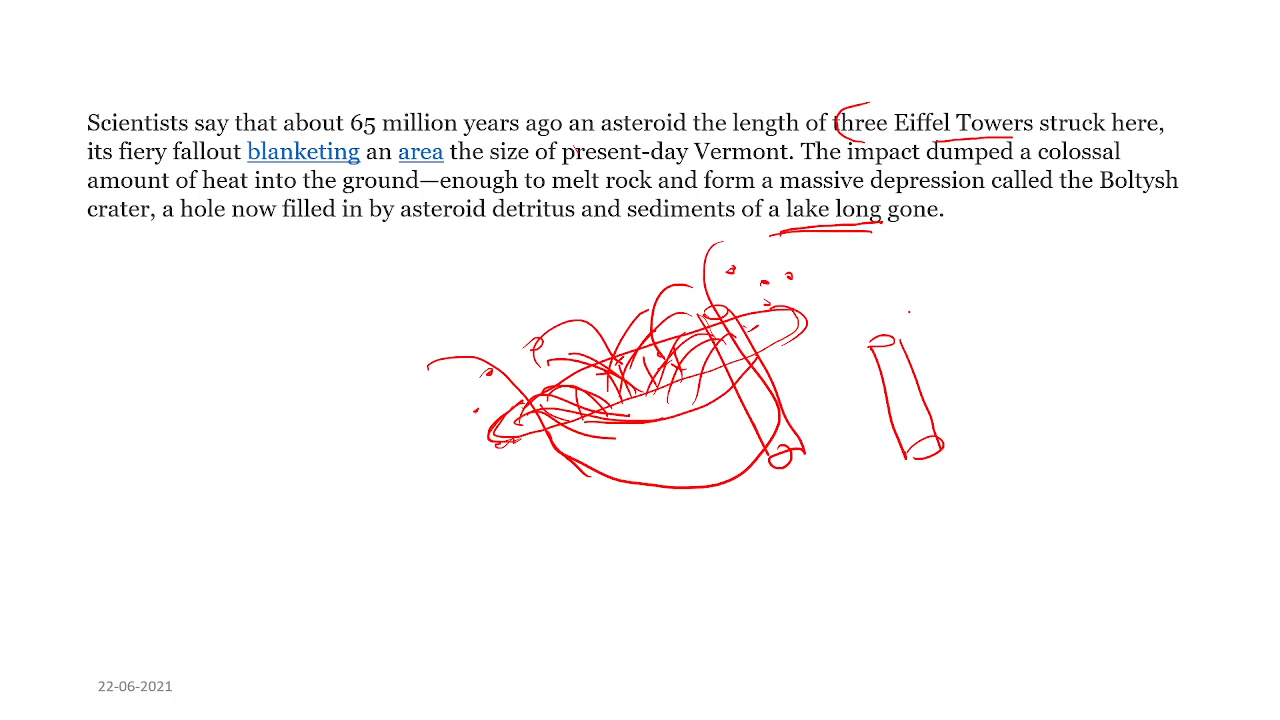 Scientists say that about 65 million years ago an asteroid the length of three Eiffel Towers struck here,
its fiery fallout blanketing an area the size of present-day Vermont. The impact dumped a colossal
amount of heat into the ground—enough to melt rock and form a massive depression called the Boltysh
crater, a hole now filled in by asteroid detritus and sediments of a lake long gone.
22-06-2021